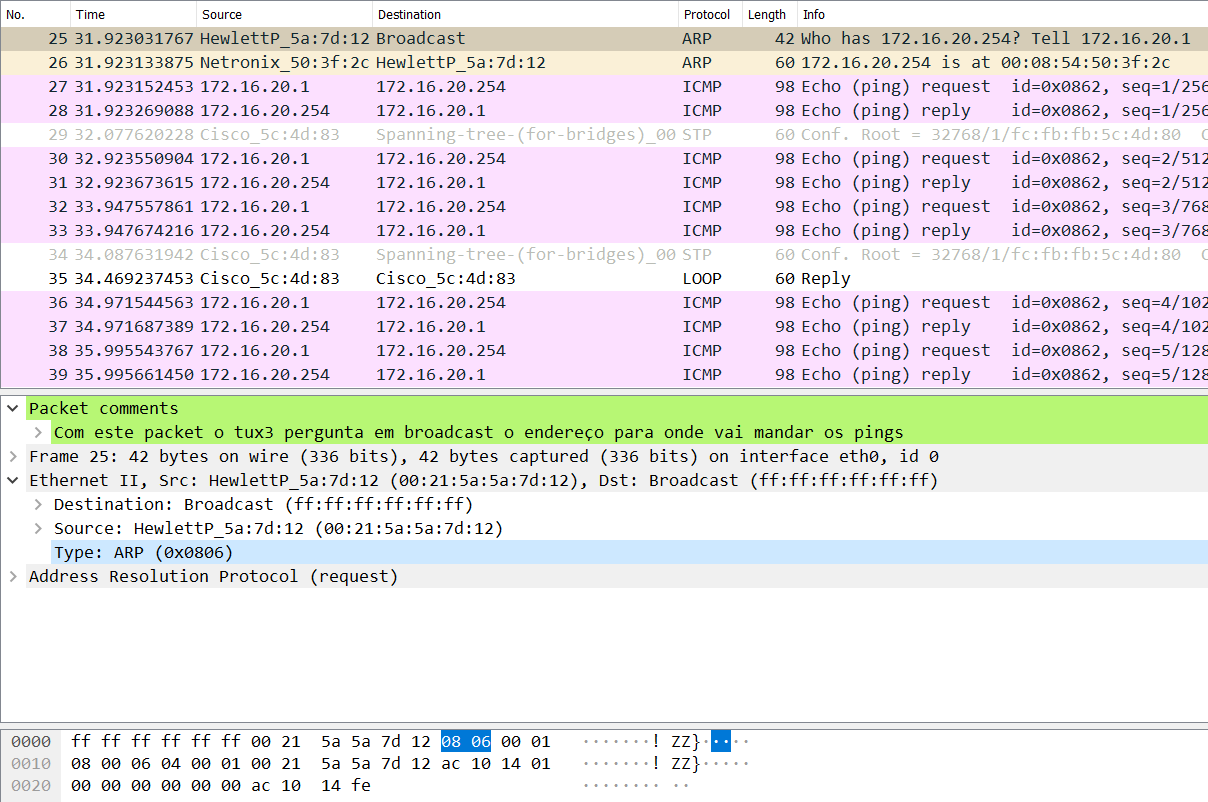 No. Time Source Destination Protocol Length Info
25 31.923031767 HewlettP_5a:7d:12 Broadcast ARP 42 Who has 172.16.20.254? Tell 172.16.20.1
26 31.923133875 Netronix_50:3f:2c HewlettP_5a:7d:12 ARP 60 172.16.20.254 is at 00:08:54:50:3f:2c
27 31.923152453 172.16.20.1 172.16.20.254 ICMP 98 Echo (ping) request id=0x0862, seq=1/256
28 31.923269088 172.16.20.254 172.16.20.1 ICMP 98 Echo (ping) reply id=0x0862, seq=1/256
29 32.077620228 Cisco_5c:4d:83 Spanning-tree-(for-bridges)_00 STP 60 Conf. Root = 32768/1/fc:fb:fb:5c:4d:80 C
30 32.923550904 172.16.20.1 172.16.20.254 ICMP 98 Echo (ping) request id=0x0862, seq=2/512
31 32.923673615 172.16.20.254 172.16.20.1 ICMP 98 Echo (ping) reply id=0x0862, seq=2/512
32 33.947557861 172.16.20.1 172.16.20.254 ICMP 98 Echo (ping) request id=0x0862, seq=3/768
33 33.947674216 172.16.20.254 172.16.20.1 ICMP 98 Echo (ping) reply id=0x0862, seq=3/768
34 34.087631942 Cisco_5c:4d:83 Spanning-tree-(for-bridges)_00 STP 60 Conf. Root = 32768/1/fc:fb:fb:5c:4d:80 C
35 34.469237453 Cisco_5c:4d:83 Cisco_5c:4d:83 LOOP 60 Reply
36 34.971544563 172.16.20.1 172.16.20.254 ICMP 98 Echo (ping) request id=0x0862, seq=4/102
37 34.971687389 172.16.20.254 172.16.20.1 ICMP 98 Echo (ping) reply id=0x0862, seq=4/102
38 35.995543767 172.16.20.1 172.16.20.254 ICMP 98 Echo (ping) request id=0x0862, seq=5/128
39 35.995661450 172.16.20.254 172.16.20.1 ICMP 98 Echo (ping) reply id=0x0862, seq=5/128
Packet comments
Com este packet o tux3 pergunta em broadcast o endereço para onde vai mandar os pings
Frame 25: 42 bytes on wire (336 bits), 42 bytes captured (336 bits) on interface eth0, id 0
Ethernet II, Src: HewlettP_5a:7d:12 (00:21:5a:5a:7d:12), Dst: Broadcast (ff:ff:ff:ff:ff:ff)
Destination: Broadcast (ff:ff:ff:ff:ff:ff)
Source: HewlettP_5a:7d:12 (00:21:5a:5a:7d:12)
Type: ARP (0x0806)
Address Resolution Protocol (request)
0000 ff ff ff ff ff ff 00 21 5a 5a 7d 12 08 06 00 01 ·······! ZZ}·····
0010 08 00 06 04 00 01 00 21 5a 5a 7d 12 ac 10 14 01 ·······! ZZ}·····
0020 00 00 00 00 00 00 ac 10 14 fe ········ ··